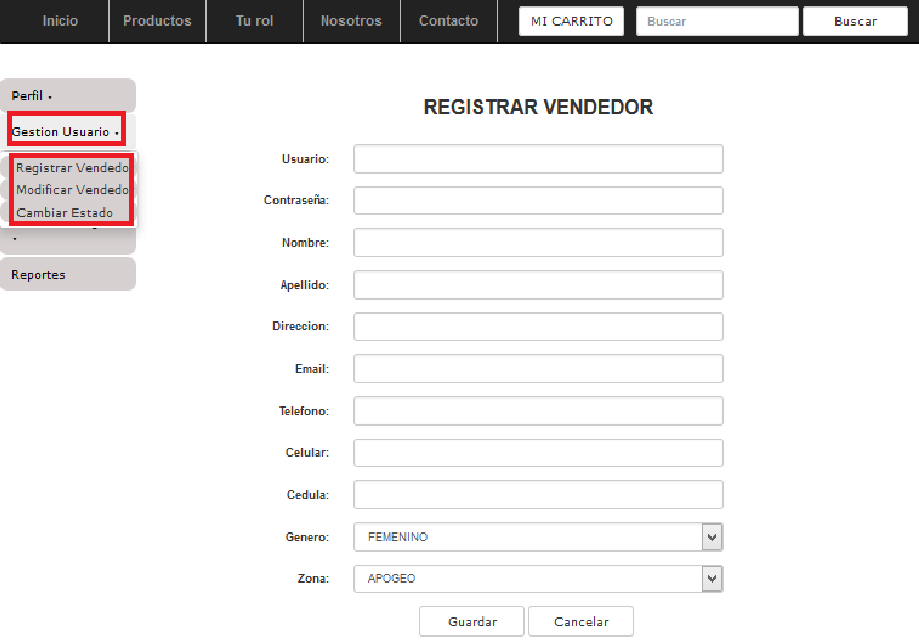 Inicio Productos Tu rol Nosotros Contacto MI CARRITO Buscar Buscar
Perfil
Gestion Usuario
Registrar Vendedo
Modificar Vendedo
Cambiar Estado
Reportes
REGISTRAR VENDEDOR
Usuario:
Contraseña:
Nombre:
Apellido:
Direccion:
Email:
Telefono:
Celular:
Cedula:
Genero: FEMENINO
Zona: APOGEO
Guardar Cancelar